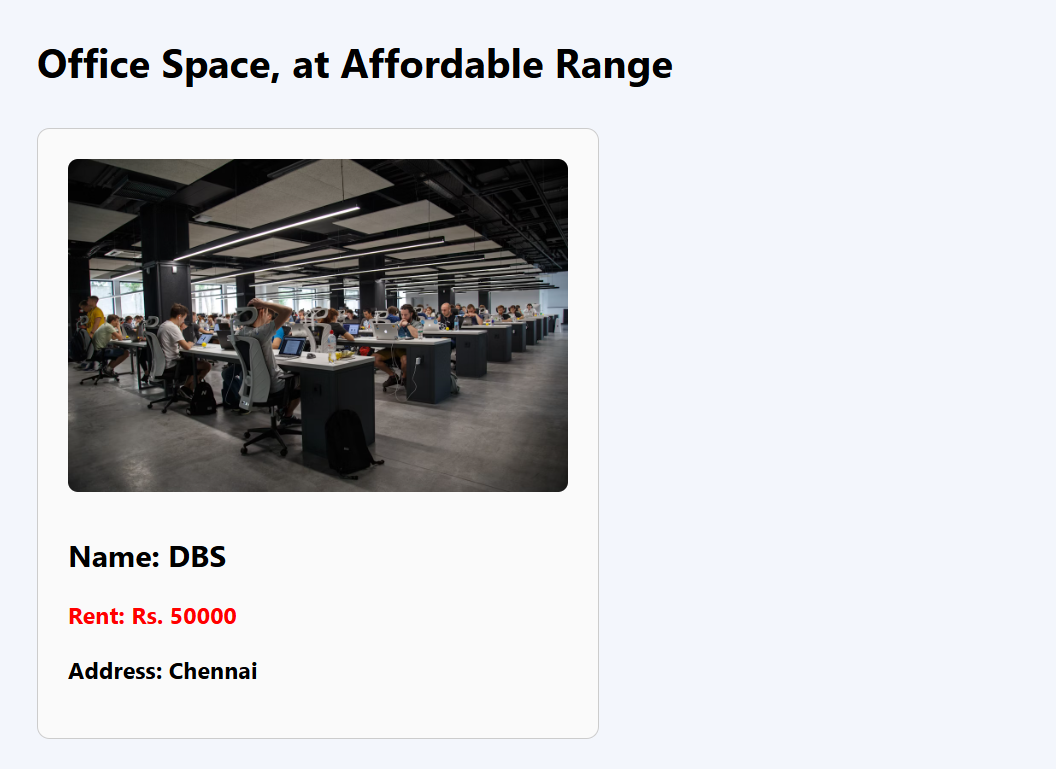 Office Space, at Affordable Range
Name: DBS
Rent: Rs. 50000
Address: Chennai